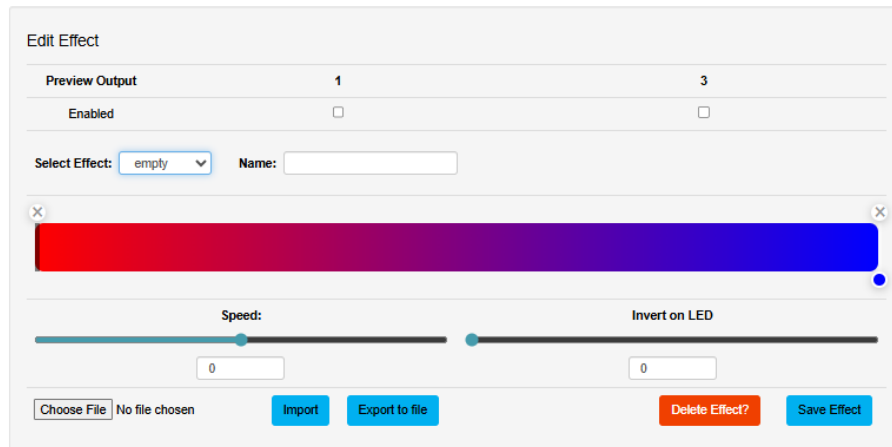 Edit Effect
Preview Output 1 3
Enabled
Select Effect: empty Name:
Speed: Invert on LED
0 0
Choose File No file chosen Import Export to file Delete Effect? Save Effect